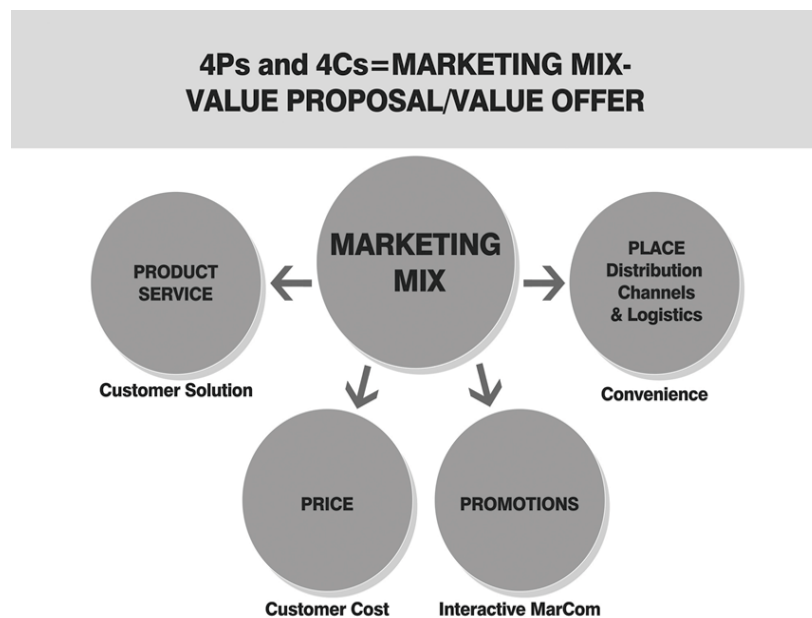 4Ps and 4Cs=MARKETING MIX-
VALUE PROPOSAL/VALUE OFFER
MARKETING
MIX
PRODUCT
SERVICE
Customer Solution
PLACE
Distribution
Channels
& Logistics
Convenience
PRICE
Customer Cost
PROMOTIONS
Interactive MarCom